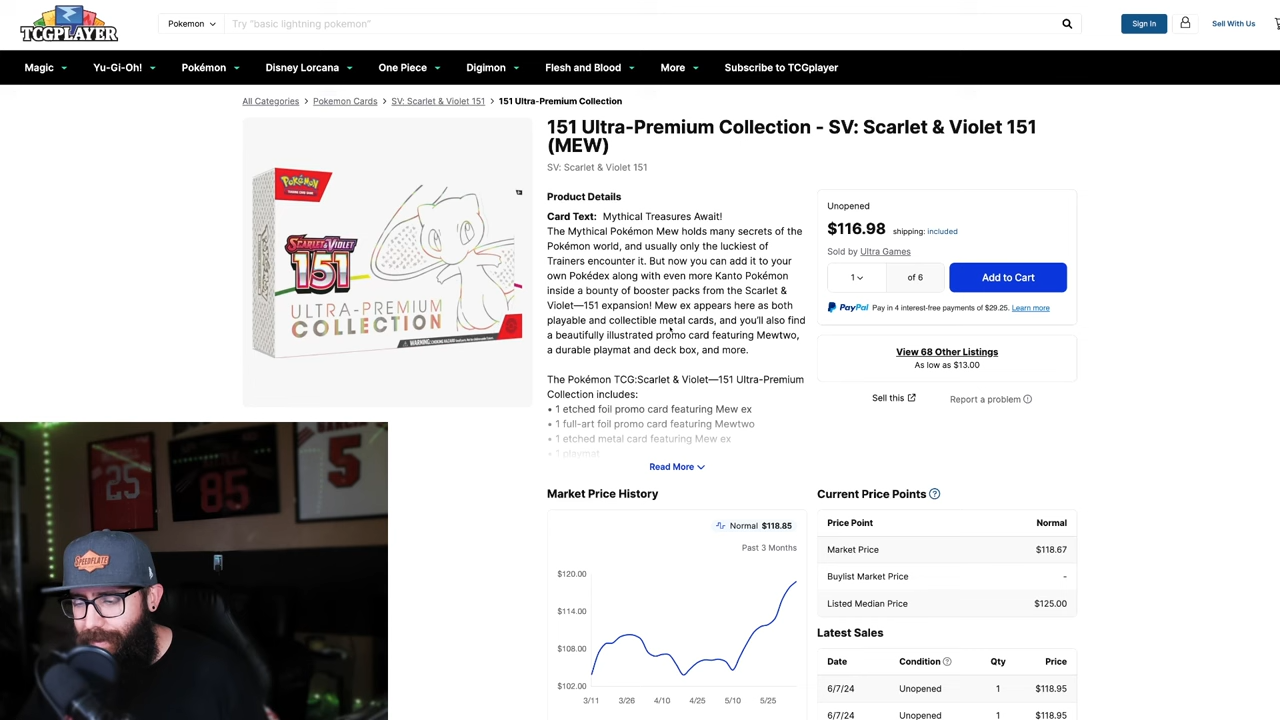 TCGPLAYER
Pokemon
Try "basic lightning pokemon"
Sign In
Sell With Us
Magic
Yu-Gi-Oh!
Pokémon
Disney Lorcana
One Piece
Digimon
Flesh and Blood
More
Subscribe to TCGplayer
All Categories > Pokemon Cards > SV: Scarlet & Violet 151 > 151 Ultra-Premium Collection
Pokémon
SCARLET & VIOLET
151
ULTRA-PREMIUM
COLLECTION
151 Ultra-Premium Collection - SV: Scarlet & Violet 151
(MEW)
SV: Scarlet & Violet 151
Product Details
Card Text: Mythical Treasures Await!
The Mythical Pokémon Mew holds many secrets of the
Pokémon world, and usually only the luckiest of
Trainers encounter it. But now you can add it to your
own Pokédex along with even more Kanto Pokémon
inside a bounty of booster packs from the Scarlet &
Violet—151 expansion! Mew ex appears here as both
playable and collectible metal cards, and you'll also find
a beautifully illustrated promo card featuring Mewtwo,
a durable playmat and deck box, and more.
The Pokémon TCG:Scarlet & Violet—151 Ultra-Premium
Collection includes:
• 1 etched foil promo card featuring Mew ex
• 1 full-art foil promo card featuring Mewtwo
• 1 etched metal card featuring Mew ex
• 1 playmat
Read More
Unopened
$116.98 shipping: included
Sold by Ultra Games
1
of 6
Add to Cart
PayPal Pay in 4 interest-free payments of $29.25. Learn more
View 68 Other Listings
As low as $13.00
Sell this
Report a problem
Market Price History
Normal $118.85
Past 3 Months
$120.00
$114.00
$108.00
$102.00
3/11
3/26
4/10
4/25
5/10
5/25
Current Price Points
Price Point Normal
Market Price $118.67
Buylist Market Price -
Listed Median Price $125.00
Latest Sales
Date Condition Qty Price
6/7/24 Unopened 1 $118.95
6/7/24 Unopened 1 $118.95
25
85
5
SPEEDFLATE